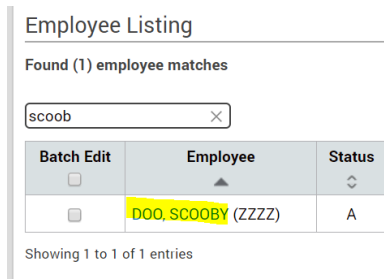 Employee Listing
Found (1) employee matches
scoob
Batch Edit Employee Status
DOO, SCOOBY (ZZZZ) A
Showing 1 to 1 of 1 entries